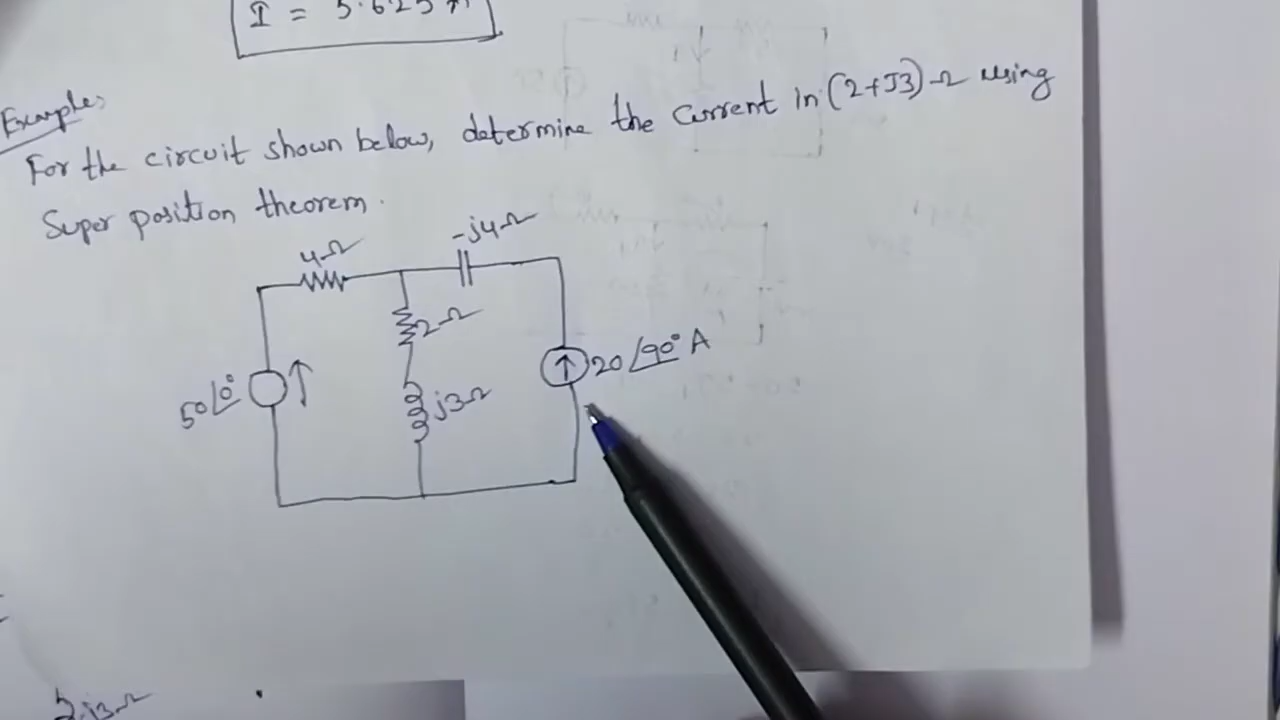 I = 5.625 A
Example:
For the circuit shown below, determine the current in (2+J3) Ω using
Super position theorem.
4Ω
-j4Ω
2Ω
50∠0°
j3Ω
20∠90° A
j3Ω